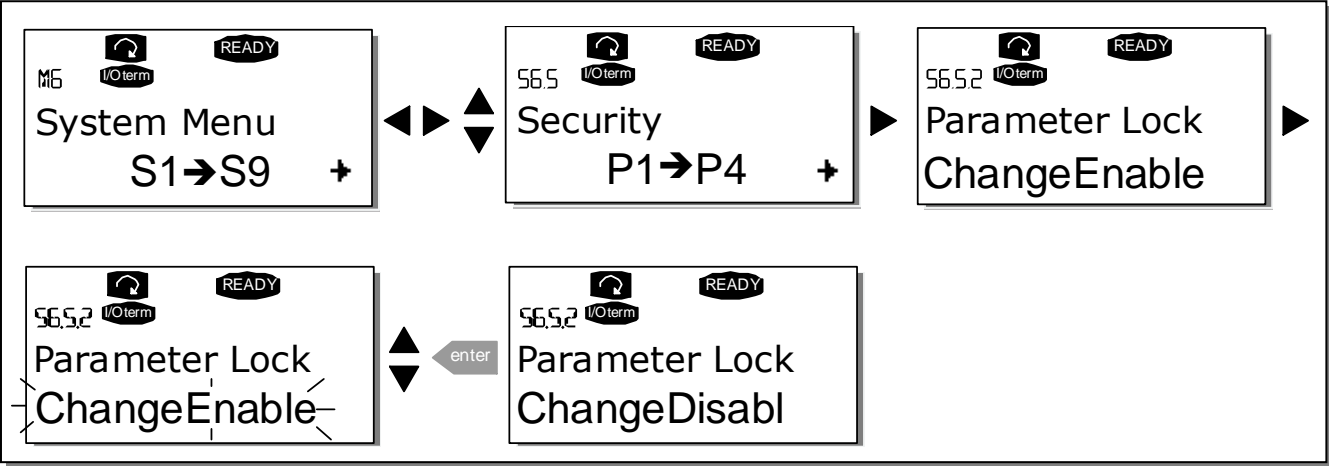 READY
M6 I/Oterm
System Menu
S1➔S9
READY
S6.5 I/Oterm
Security
P1➔P4
READY
S6.5.2 I/Oterm
Parameter Lock
ChangeEnable
READY
S6.5.2 I/Oterm
Parameter Lock
ChangeEnable
enter
READY
S6.5.2 I/Oterm
Parameter Lock
ChangeDisabl